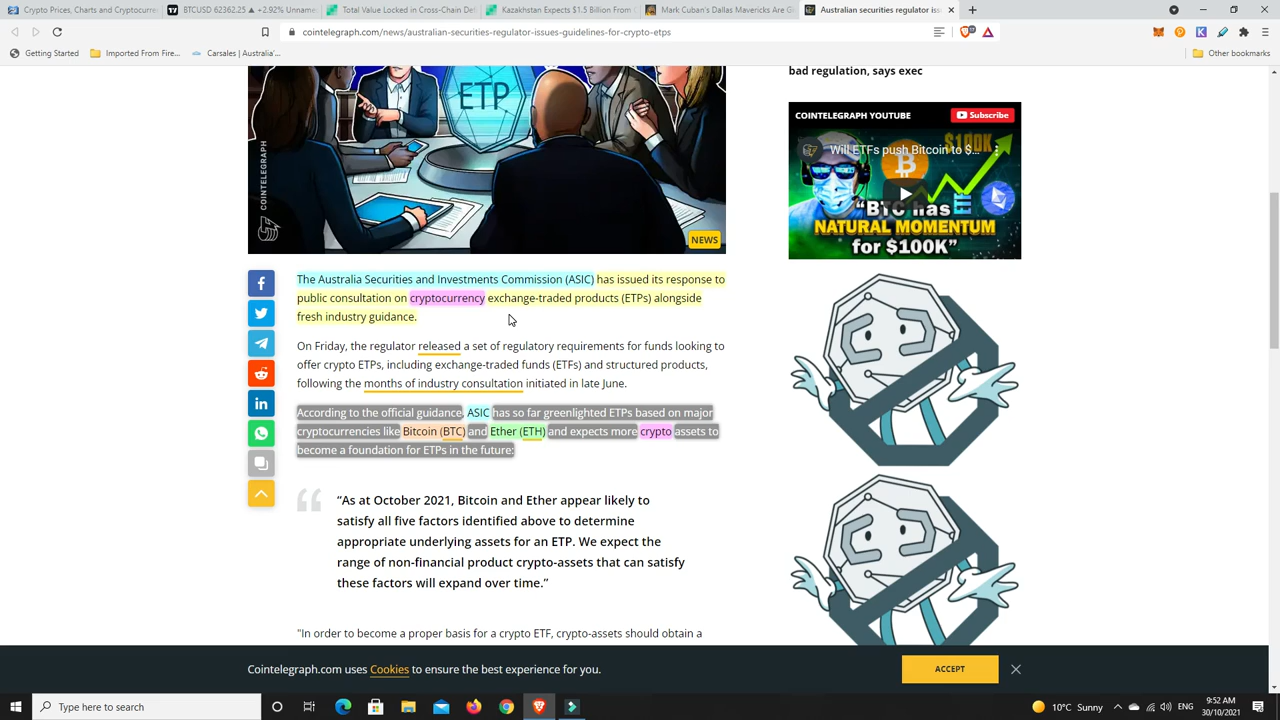 Crypto Prices, Charts and Cryptocurr
BTCUSD 62362.25 ▲ +2.92% Unname
Total Value Locked in Cross-Chain Def
Kazakhstan Expects $1.5 Billion From
Mark Cuban's Dallas Mavericks Are G
Australian securities regulator iss
cointelegraph.com/news/australian-securities-regulator-issues-guidelines-for-crypto-etps
Getting Started
Imported From Fire...
Carsales | Australia'...
Other bookmarks
bad regulation, says exec
ETP
COINTELEGRAPH
NEWS
COINTELEGRAPH YOUTUBE
Subscribe
Will ETFs push Bitcoin to $...
$100K
"BTC has
NATURAL MOMENTUM
for $100K"
The Australia Securities and Investments Commission (ASIC) has issued its response to
public consultation on cryptocurrency exchange-traded products (ETPs) alongside
fresh industry guidance.
On Friday, the regulator released a set of regulatory requirements for funds looking to
offer crypto ETPs, including exchange-traded funds (ETFs) and structured products,
following the months of industry consultation initiated in late June.
According to the official guidance, ASIC has so far greenlighted ETPs based on major
cryptocurrencies like Bitcoin (BTC) and Ether (ETH) and expects more crypto assets to
become a foundation for ETPs in the future:
“As at October 2021, Bitcoin and Ether appear likely to
satisfy all five factors identified above to determine
appropriate underlying assets for an ETP. We expect the
range of non-financial product crypto-assets that can satisfy
these factors will expand over time.”
"In order to become a proper basis for a crypto ETF, crypto-assets should obtain a
Cointelegraph.com uses Cookies to ensure the best experience for you.
ACCEPT
Type here to search
10°C Sunny
ENG
9:52 AM
30/10/2021